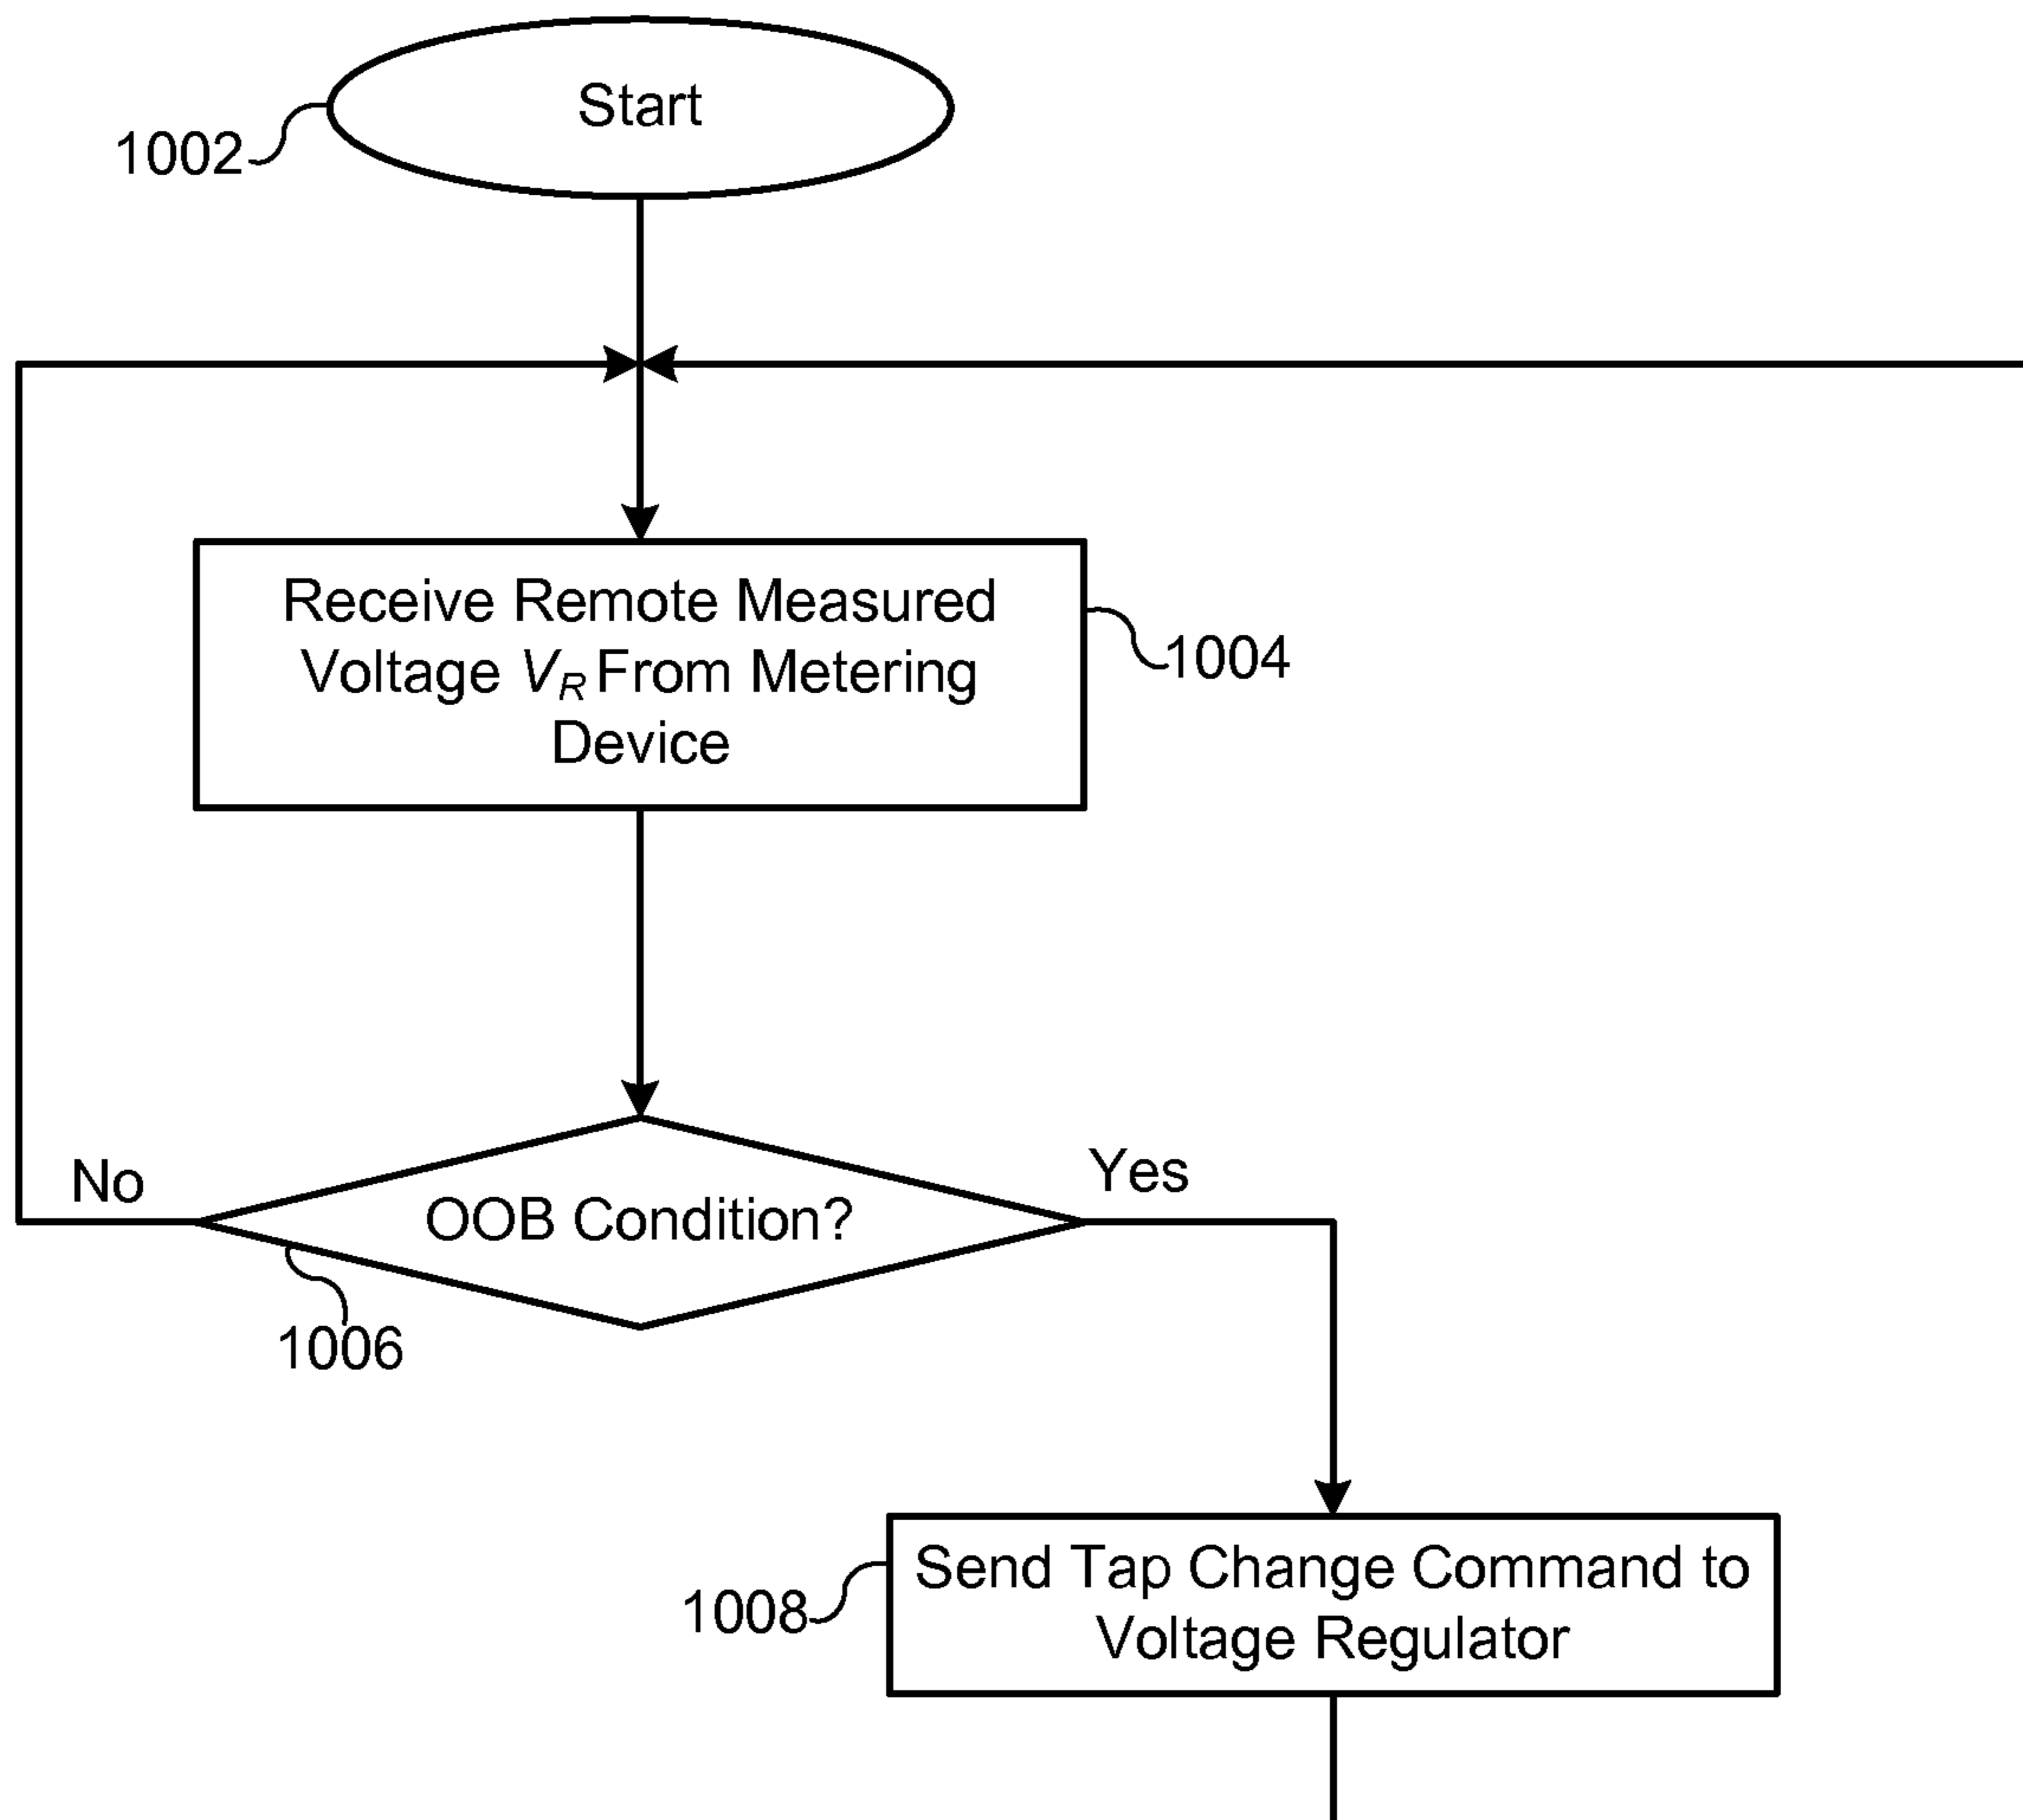 Start
1002
Receive Remote Measured
Voltage VR From Metering
Device
1004
No
OOB Condition?
Yes
1006
Send Tap Change Command to
Voltage Regulator
1008